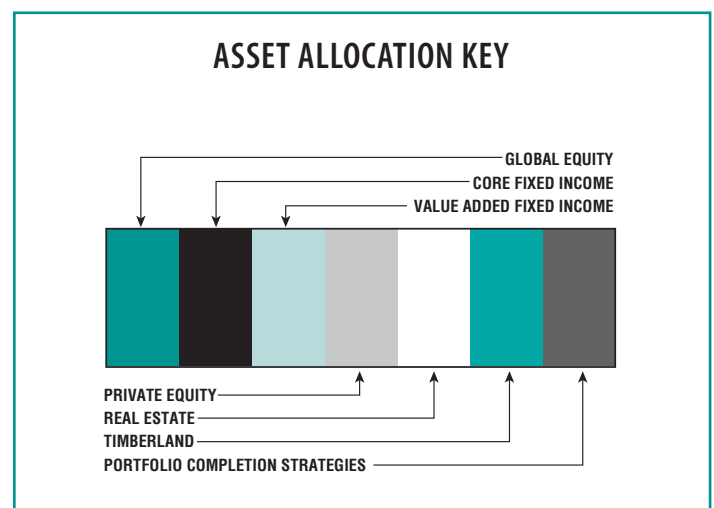 ASSET ALLOCATION KEY
GLOBAL EQUITY
CORE FIXED INCOME
VALUE ADDED FIXED INCOME
PRIVATE EQUITY
REAL ESTATE
TIMBERLAND
PORTFOLIO COMPLETION STRATEGIES